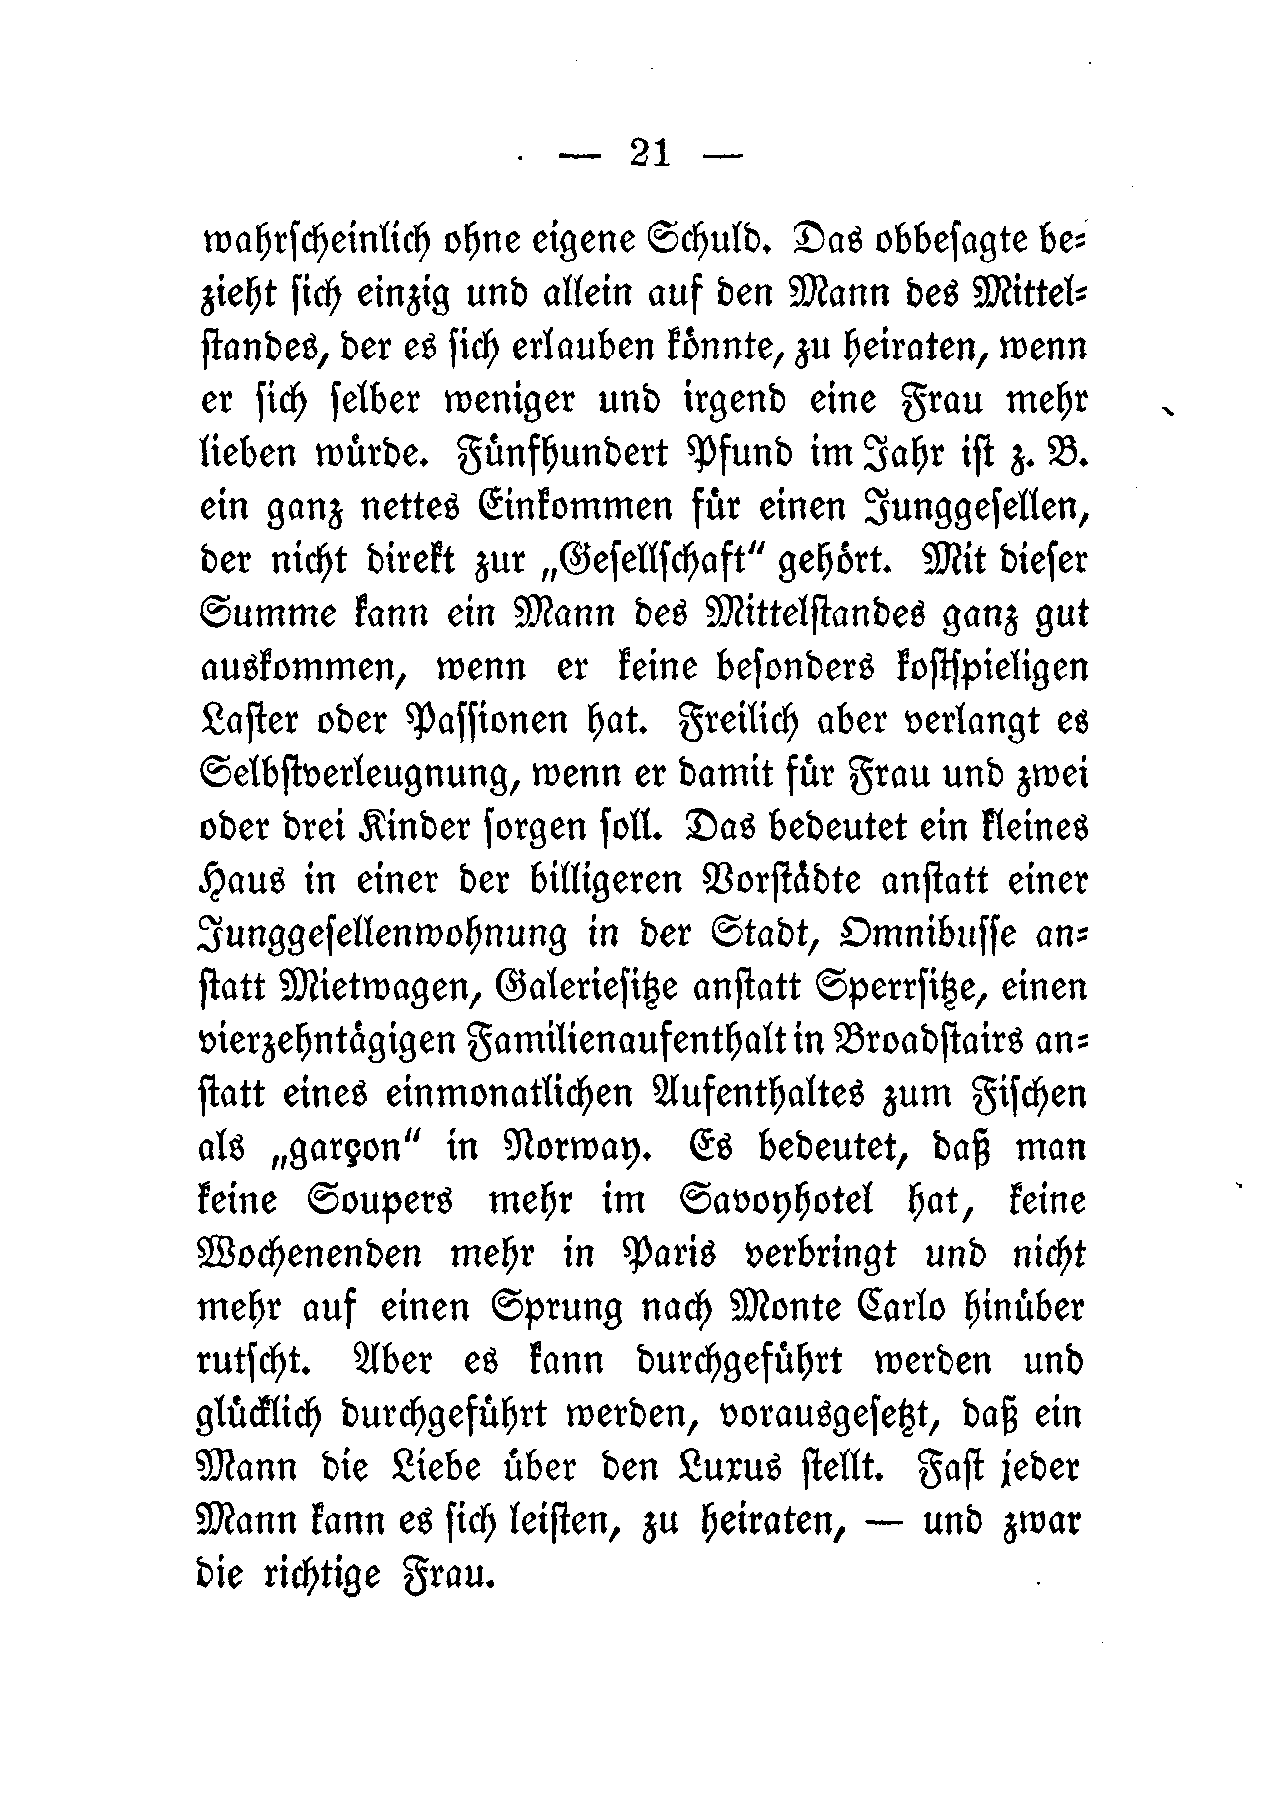 — 21 —
wahrscheinlich ohne eigene Schuld. Das obbesagte be-
zieht sich einzig und allein auf den Mann des Mittel-
standes, der es sich erlauben könnte, zu heiraten, wenn
er sich selber weniger und irgend eine Frau mehr
lieben würde. Fünfhundert Pfund im Jahr ist z. B.
ein ganz nettes Einkommen für einen Junggesellen,
der nicht direkt zur „Gesellschaft“ gehört. Mit dieser
Summe kann ein Mann des Mittelstandes ganz gut
auskommen, wenn er keine besonders kostspieligen
Laster oder Passionen hat. Freilich aber verlangt es
Selbstverleugnung, wenn er damit für Frau und zwei
oder drei Kinder sorgen soll. Das bedeutet ein kleines
Haus in einer der billigeren Vorstädte anstatt einer
Junggesellenwohnung in der Stadt, Omnibusse an-
statt Mietwagen, Galeriesitze anstatt Sperrsitze, einen
vierzehntägigen Familienaufenthalt in Broadstairs an-
statt eines einmonatlichen Aufenthaltes zum Fischen
als „garçon“ in Norway. Es bedeutet, daß man
keine Soupers mehr im Savoyhotel hat, keine
Wochenenden mehr in Paris verbringt und nicht
mehr auf einen Sprung nach Monte Carlo hinüber
rutscht. Aber es kann durchgeführt werden und
glücklich durchgeführt werden, vorausgesetzt, daß ein
Mann die Liebe über den Luxus stellt. Fast jeder
Mann kann es sich leisten, zu heiraten, — und zwar
die richtige Frau.